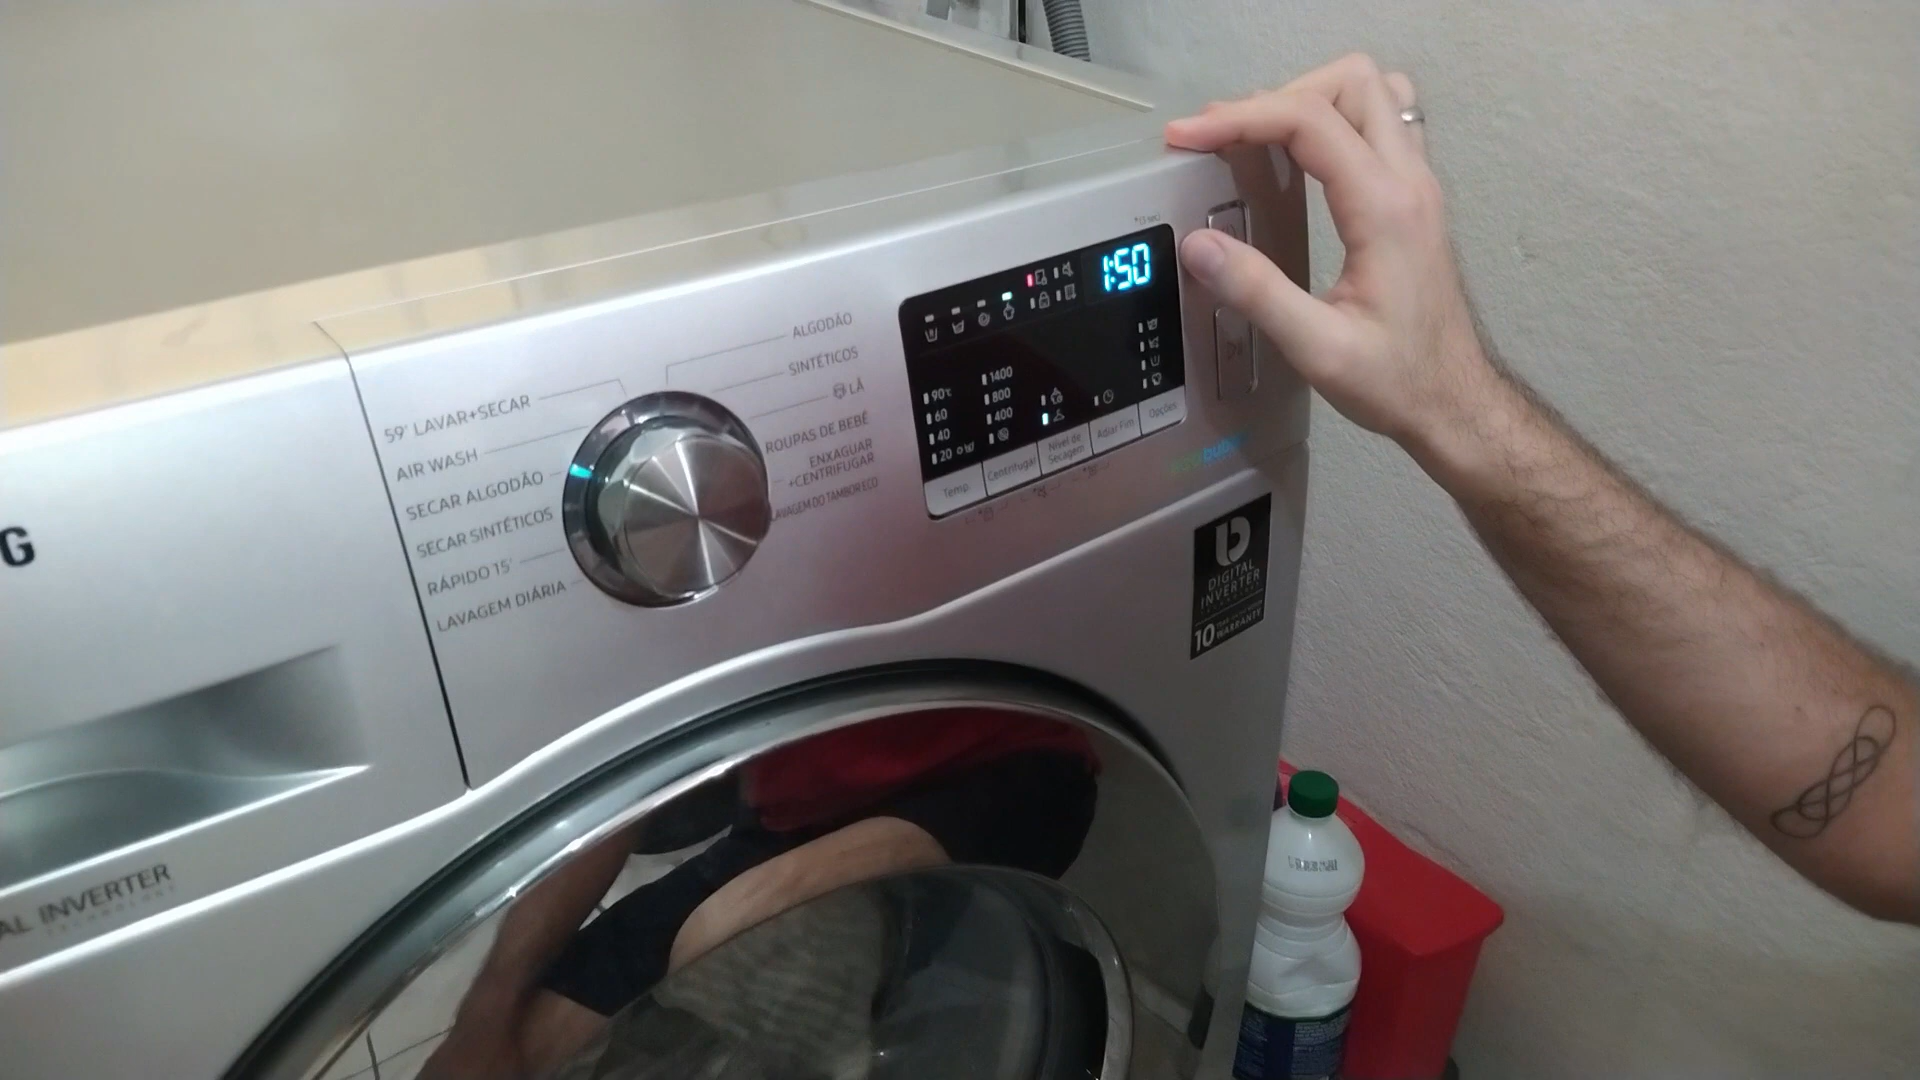 59' LAVAR+SECAR
AIR WASH
SECAR ALGODÃO
SECAR SINTÉTICOS
RÁPIDO 15'
LAVAGEM DIÁRIA
ALGODÃO
SINTÉTICOS
LÃ
ROUPAS DE BEBÊ
ENXAGUAR
+CENTRIFUGAR
LAVAGEM DO TAMBOR ECO
1:50
90°C
60
40
20
1400
800
400
Temp.
Centrifugar
Nível de
Secagem
Adiar Fim
Opções
G
DIGITAL
INVERTER
10
WARRANTY
AL INVERTER